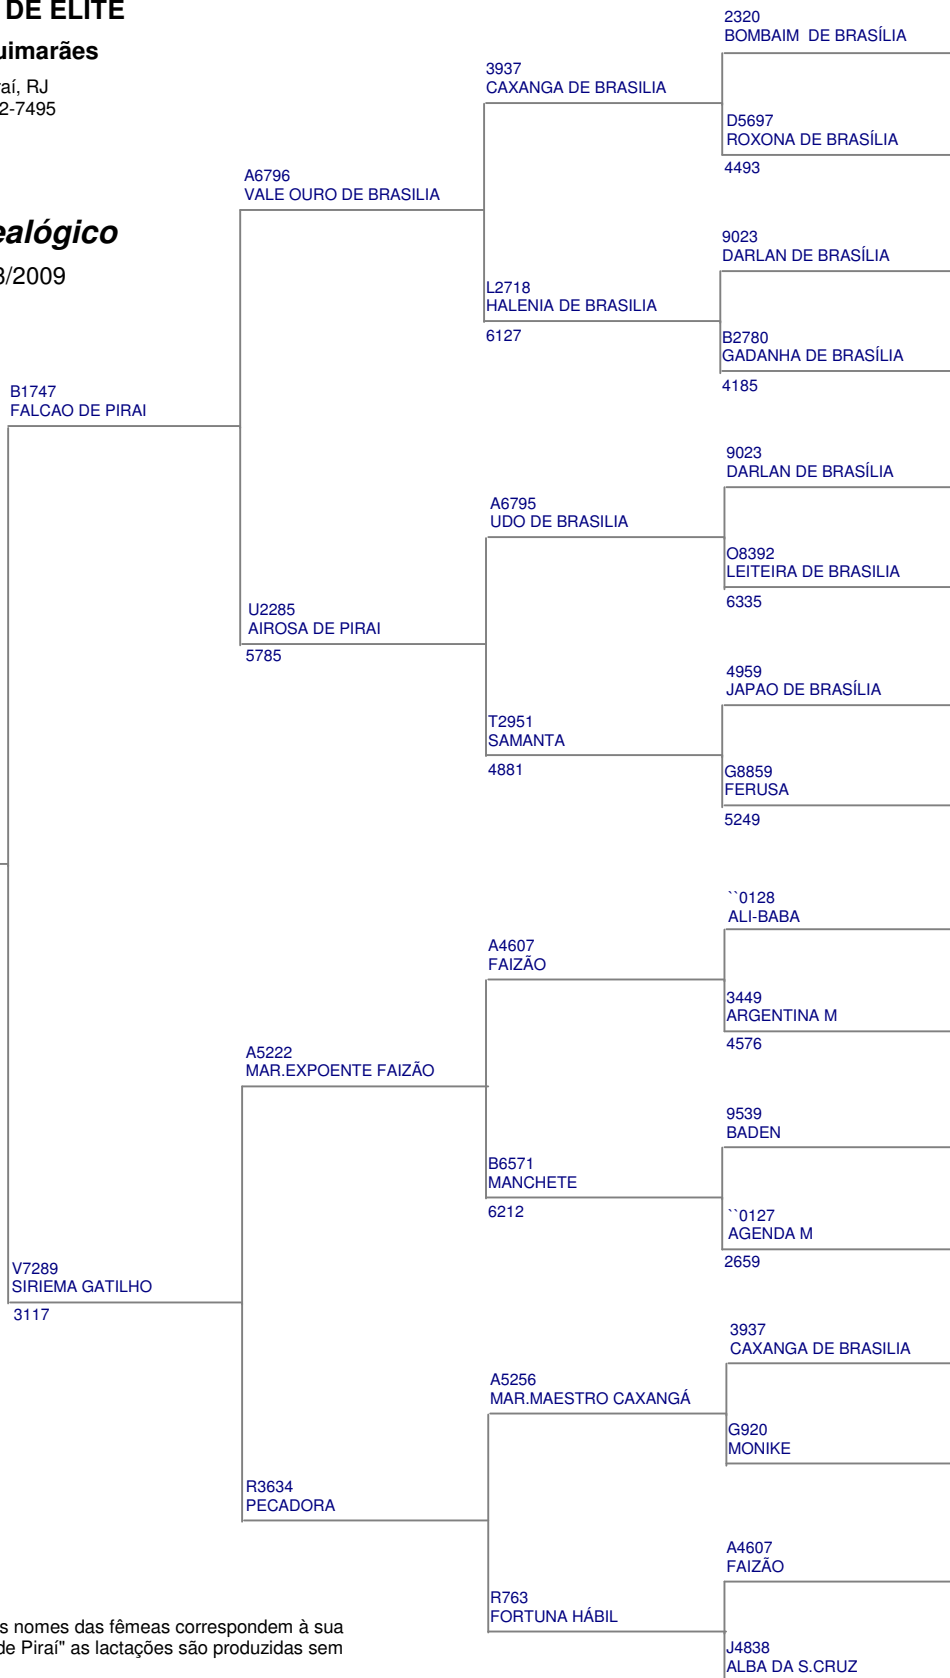 DE ELITE
uimarães
aí, RJ
2-7495
ealógico
3/2009
2320
BOMBAIM DE BRASÍLIA
3937
CAXANGA DE BRASILIA
D5697
ROXONA DE BRASÍLIA
4493
A6796
VALE OURO DE BRASILIA
9023
DARLAN DE BRASÍLIA
L2718
HALENIA DE BRASILIA
6127
B2780
GADANHA DE BRASÍLIA
4185
B1747
FALCAO DE PIRAI
9023
DARLAN DE BRASÍLIA
A6795
UDO DE BRASILIA
O8392
LEITEIRA DE BRASILIA
6335
U2285
AIROSA DE PIRAI
5785
4959
JAPAO DE BRASÍLIA
T2951
SAMANTA
4881
G8859
FERUSA
5249
``0128
ALI-BABA
A4607
FAIZÃO
3449
ARGENTINA M
4576
A5222
MAR.EXPOENTE FAIZÃO
9539
BADEN
B6571
MANCHETE
6212
``0127
AGENDA M
2659
V7289
SIRIEMA GATILHO
3117
3937
CAXANGA DE BRASILIA
A5256
MAR.MAESTRO CAXANGÁ
G920
MONIKE
R3634
PECADORA
A4607
FAIZÃO
R763
FORTUNA HÁBIL
J4838
ALBA DA S.CRUZ
s nomes das fêmeas correspondem à sua
de Piraí" as lactações são produzidas sem